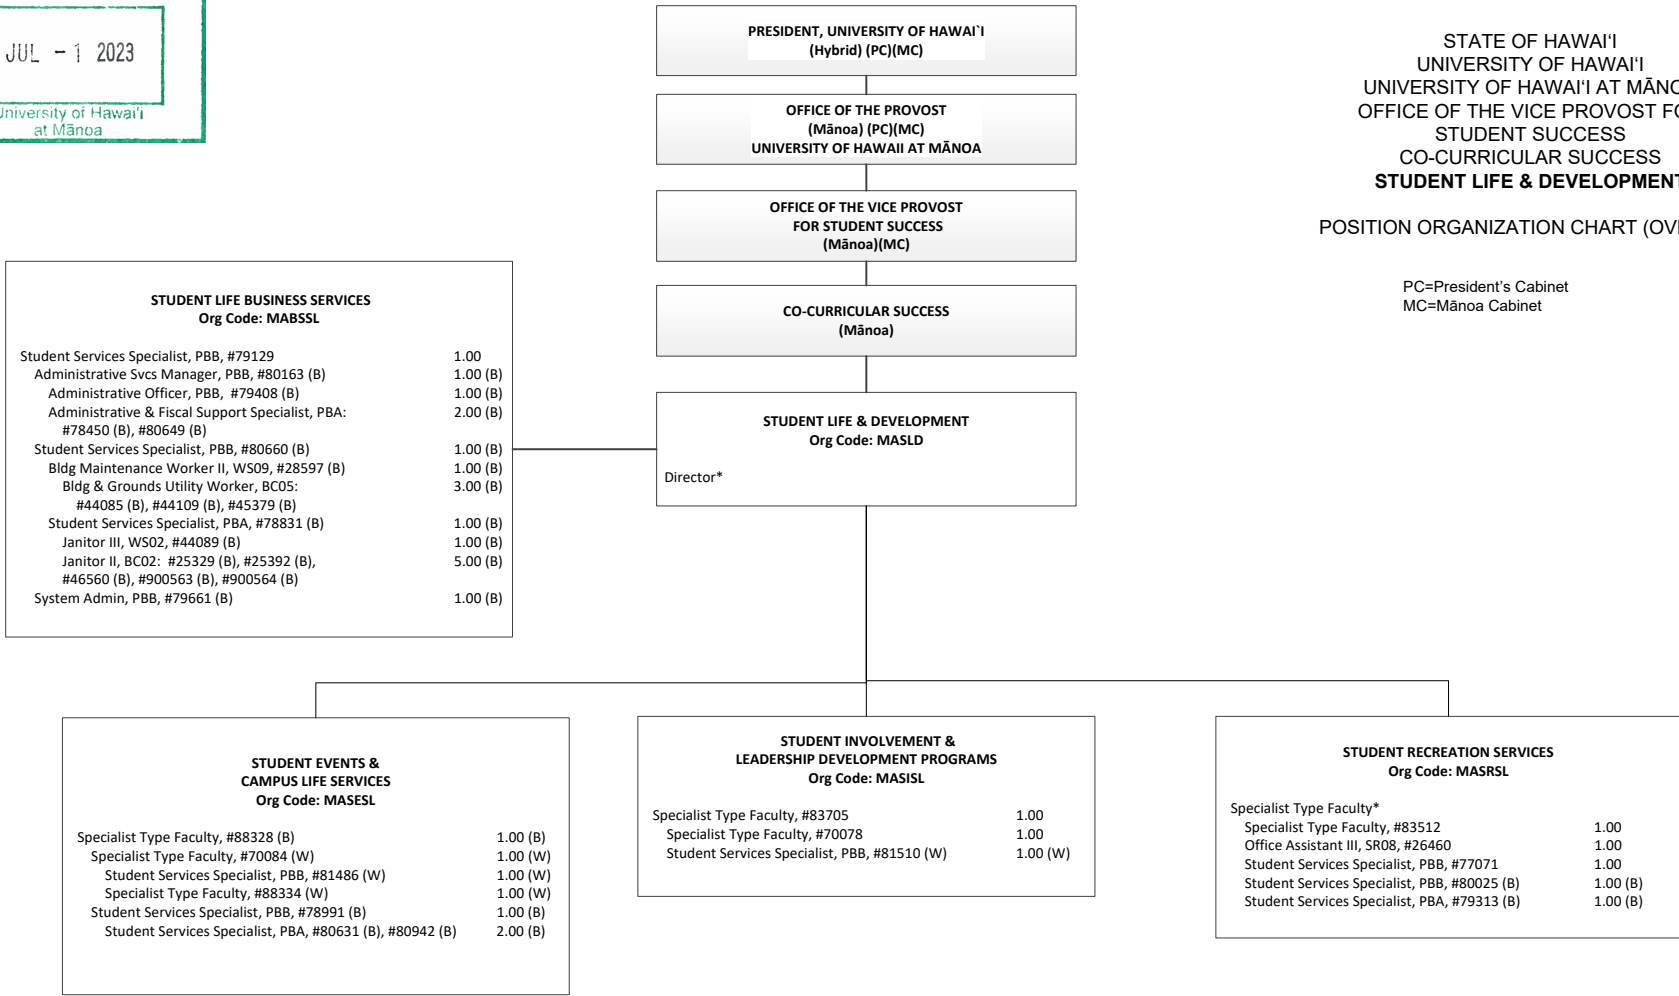 JUL - 1 2023
University of Hawai'i
at Mānoa
PRESIDENT, UNIVERSITY OF HAWAI`I
(Hybrid) (PC)(MC)
OFFICE OF THE PROVOST
(Mānoa) (PC)(MC)
UNIVERSITY OF HAWAII AT MĀNOA
OFFICE OF THE VICE PROVOST
FOR STUDENT SUCCESS
(Mānoa)(MC)
CO-CURRICULAR SUCCESS
(Mānoa)
STATE OF HAWAI‘I
UNIVERSITY OF HAWAI‘I
UNIVERSITY OF HAWAI‘I AT
OFFICE OF THE VICE PROVOST
STUDENT SUCCESS
CO-CURRICULAR SUCCESS
STUDENT LIFE & DEVELOPMENT
POSITION ORGANIZATION CHART
PC=President’s Cabinet
MC=Mānoa Cabinet
STUDENT LIFE BUSINESS SERVICES
Org Code: MABSSL
Student Services Specialist, PBB, #79129 1.00
Administrative Svcs Manager, PBB, #80163 (B) 1.00 (B)
Administrative Officer, PBB, #79408 (B) 1.00 (B)
Administrative & Fiscal Support Specialist, PBA: 2.00 (B)
#78450 (B), #80649 (B)
Student Services Specialist, PBB, #80660 (B) 1.00 (B)
Bldg Maintenance Worker II, WS09, #28597 (B) 1.00 (B)
Bldg & Grounds Utility Worker, BC05: 3.00 (B)
#44085 (B), #44109 (B), #45379 (B)
Student Services Specialist, PBA, #78831 (B) 1.00 (B)
Janitor III, WS02, #44089 (B) 1.00 (B)
Janitor II, BC02: #25329 (B), #25392 (B), 5.00 (B)
#46560 (B), #900563 (B), #900564 (B)
System Admin, PBB, #79661 (B) 1.00 (B)
STUDENT LIFE & DEVELOPMENT
Org Code: MASLD
Director*
STUDENT EVENTS &
CAMPUS LIFE SERVICES
Org Code: MASESL
Specialist Type Faculty, #88328 (B) 1.00 (B)
Specialist Type Faculty, #70084 (W) 1.00 (W)
Student Services Specialist, PBB, #81486 (W) 1.00 (W)
Specialist Type Faculty, #88334 (W) 1.00 (W)
Student Services Specialist, PBB, #78991 (B) 1.00 (B)
Student Services Specialist, PBA, #80631 (B), #80942 (B) 2.00 (B)
STUDENT INVOLVEMENT &
LEADERSHIP DEVELOPMENT PROGRAMS
Org Code: MASISL
Specialist Type Faculty, #83705 1.00
Specialist Type Faculty, #70078 1.00
Student Services Specialist, PBB, #81510 (W) 1.00 (W)
STUDENT RECREATION SERVICES
Org Code: MASRSL
Specialist Type Faculty*
Specialist Type Faculty, #83512 1.00
Office Assistant III, SR08, #26460 1.00
Student Services Specialist, PBB, #77071 1.00
Student Services Specialist, PBB, #80025 (B) 1.00 (B)
Student Services Specialist, PBA, #79313 (B) 1.00 (B)